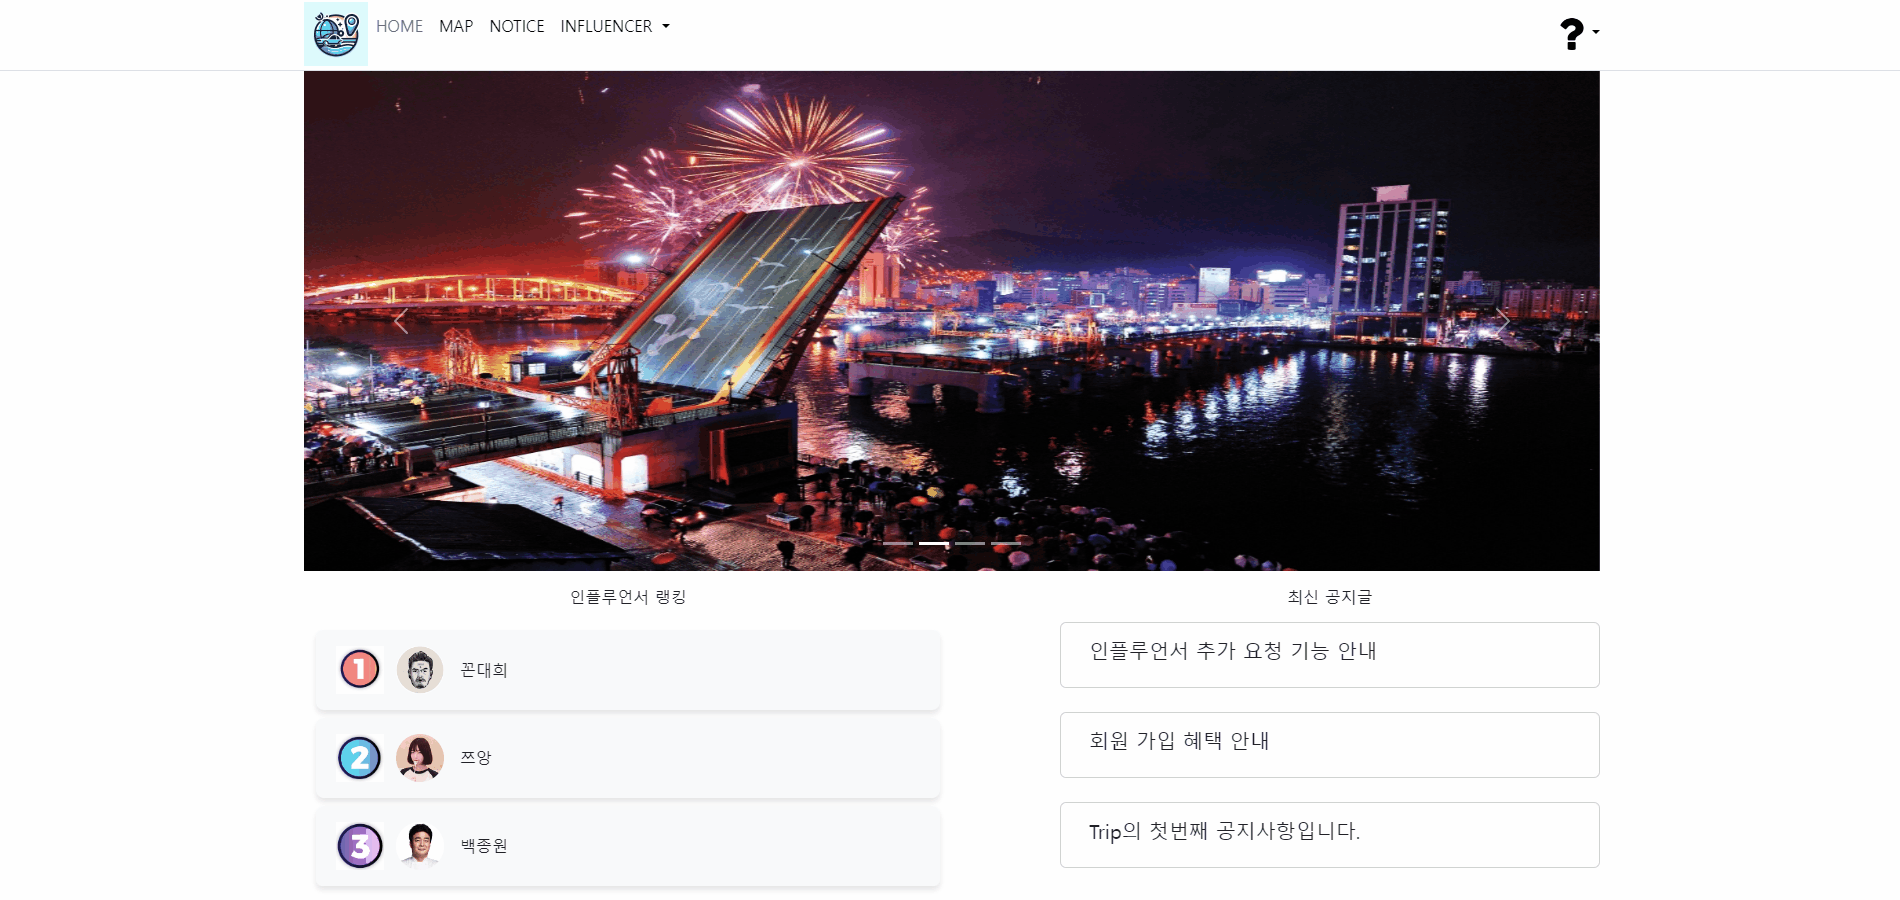 HOME MAP NOTICE INFLUENCER
?
인플루언서 랭킹
1 꼰대희
2 쯔앙
3 백종원
최신 공지글
인플루언서 추가 요청 기능 안내
회원 가입 혜택 안내
Trip의 첫번째 공지사항입니다.